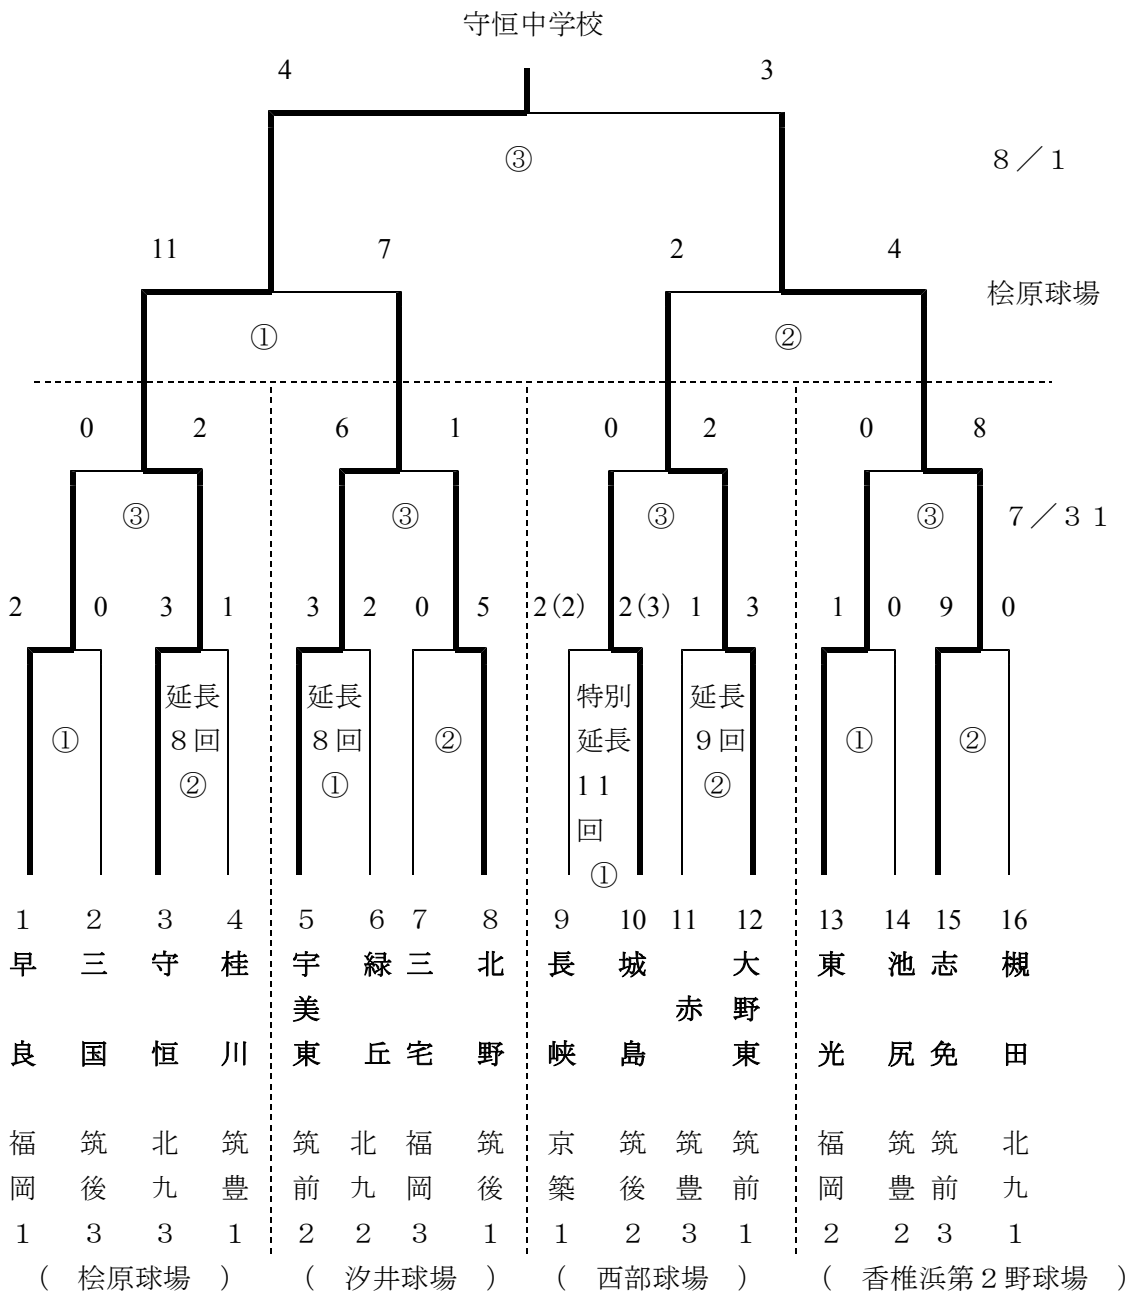 守恒中学校
4 3
③ 8／1
11 7 2 4
桧原球場
① ②
0 2 6 1 0 2 0 8
③ ③ ③ ③ 7／31
2 0 3 1 3 2 0 5 2(2) 2(3) 1 3 1 0 9 0
①
延長
8回
②
延長
8回
①
②
特別
延長
11
回
①
延長
9回
②
①
②
1 2 3 4 5 6 7 8 9 10 11 12 13 14 15 16
早良
三国
守恒
桂川
宇美東
緑丘
三宅
北野
長峡
城島
赤
大野東
東光
池尻
志免
槻田
福岡1
筑後3
北九3
筑豊1
筑前2
北九2
福岡3
筑後1
京築1
筑後2
筑豊3
筑前1
福岡2
筑豊2
筑前3
北九1
( 桧原球場 ) ( 汐井球場 ) ( 西部球場 ) ( 香椎浜第2野球場 )